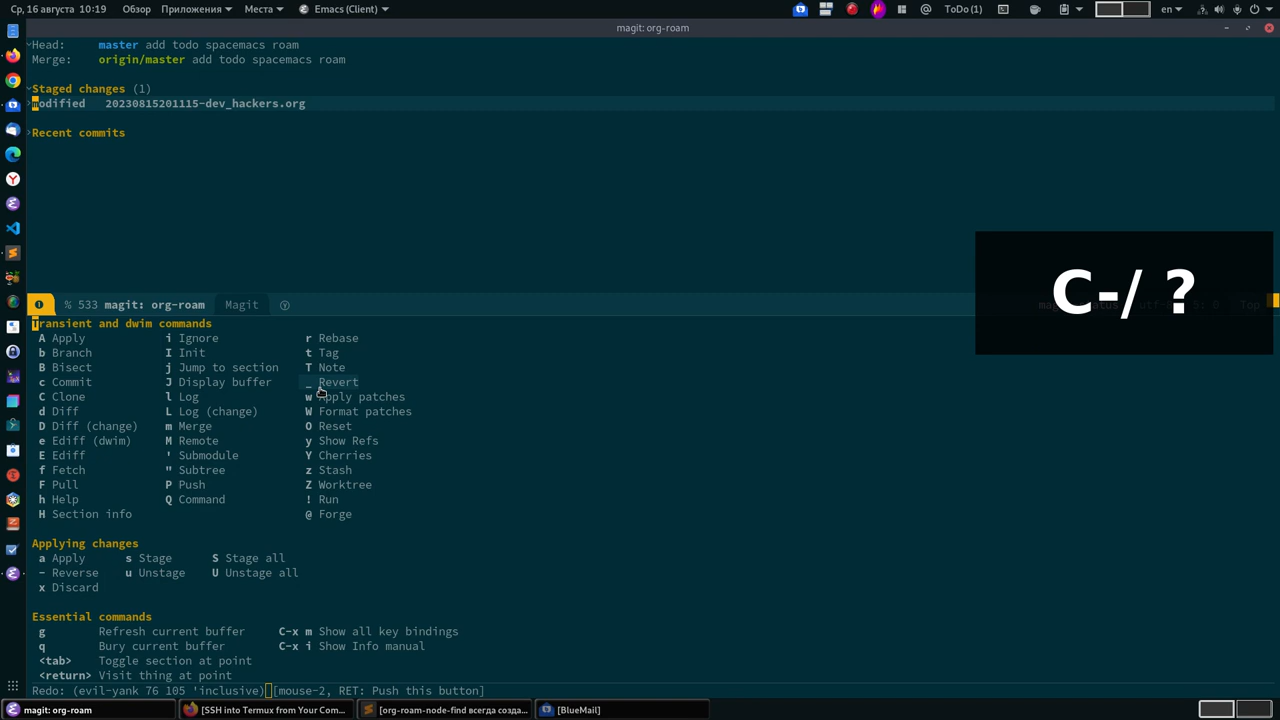 Ср, 16 августа 10:19 Обзор Приложения Места Emacs (Client) @ ToDo(1) en
magit: org-roam
Head: master add todo spacemacs roam
Merge: origin/master add todo spacemacs roam
Staged changes (1)
modified 20230815201115-dev_hackers.org
Recent commits
C-/ ?
% 533 magit: org-roam Magit Top
Transient and dwim commands
A Apply i Ignore r Rebase
b Branch I Init t Tag
B Bisect j Jump to section T Note
c Commit J Display buffer _ Revert
C Clone l Log w Apply patches
d Diff L Log (change) W Format patches
D Diff (change) m Merge O Reset
e Ediff (dwim) M Remote y Show Refs
E Ediff ' Submodule Y Cherries
f Fetch " Subtree z Stash
F Pull P Push Z Worktree
h Help Q Command ! Run
H Section info @ Forge
Applying changes
a Apply s Stage S Stage all
- Reverse u Unstage U Unstage all
x Discard
Essential commands
g Refresh current buffer C-x m Show all key bindings
q Bury current buffer C-x i Show Info manual
<tab> Toggle section at point
<return> Visit thing at point
Redo: (evil-yank 76 105 'inclusive) [mouse-2, RET: Push this button]
magit: org-roam [SSH into Termux from Your Com... [org-roam-node-find всегда созда... [BlueMail]